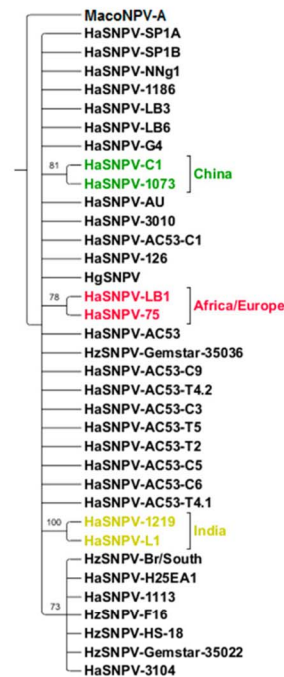 MacoNPV-A
HaSNPV-SP1A
HaSNPV-SP1B
HaSNPV-NNg1
HaSNPV-1186
HaSNPV-LB3
HaSNPV-LB6
HaSNPV-G4
81
HaSNPV-C1
HaSNPV-1073
China
HaSNPV-AU
HaSNPV-3010
HaSNPV-AC53-C1
HaSNPV-126
HgSNPV
78
HaSNPV-LB1
HaSNPV-75
Africa/Europe
HaSNPV-AC53
HzSNPV-Gemstar-35036
HaSNPV-AC53-C9
HaSNPV-AC53-T4.2
HaSNPV-AC53-C3
HaSNPV-AC53-T5
HaSNPV-AC53-T2
HaSNPV-AC53-C5
HaSNPV-AC53-C6
HaSNPV-AC53-T4.1
100
HaSNPV-1219
HaSNPV-L1
India
73
HzSNPV-Br/South
HaSNPV-H25EA1
HaSNPV-1113
HzSNPV-F16
HzSNPV-HS-18
HzSNPV-Gemstar-35022
HaSNPV-3104